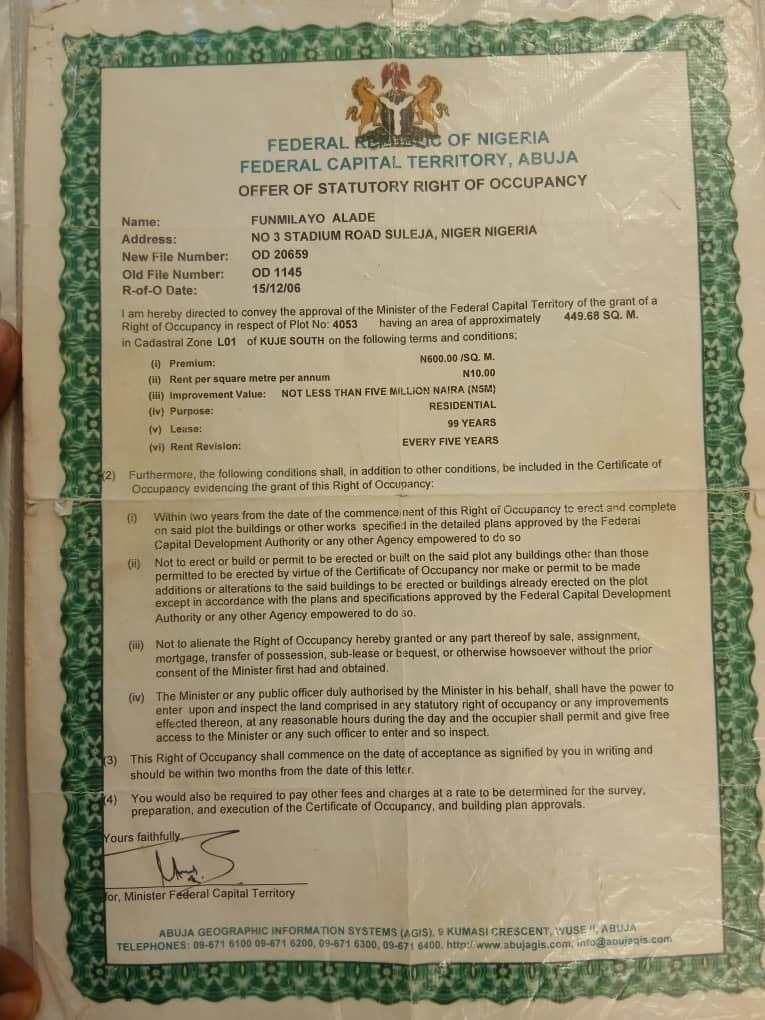 FEDERAL REPUBLIC OF NIGERIA
FEDERAL CAPITAL TERRITORY, ABUJA
OFFER OF STATUTORY RIGHT OF OCCUPANCY
Name: FUNMILAYO ALADE
Address: NO 3 STADIUM ROAD SULEJA, NIGER NIGERIA
New File Number: OD 20659
Old File Number: OD 1145
R-of-O Date: 15/12/06
I am hereby directed to convey the approval of the Minister of the Federal Capital Territory of the grant of a
Right of Occupancy in respect of Plot No: 4053 having an area of approximately 449.68 SQ. M.
in Cadastral Zone L01 of KUJE SOUTH on the following terms and conditions;
(i) Premium: N600.00 /SQ. M.
(ii) Rent per square metre per annum N10.00
(iii) Improvement Value: NOT LESS THAN FIVE MILLION NAIRA (N5M)
(iv) Purpose: RESIDENTIAL
(v) Lease: 99 YEARS
(vi) Rent Revision: EVERY FIVE YEARS
(2) Furthermore, the following conditions shall, in addition to other conditions, be included in the Certificate of
Occupancy evidencing the grant of this Right of Occupancy:
(i) Within two years from the date of the commencement of this Right of Occupancy to erect and complete
on said plot the buildings or other works specified in the detailed plans approved by the Federal
Capital Development Authority or any other Agency empowered to do so
(ii) Not to erect or build or permit to be erected or built on the said plot any buildings other than those
permitted to be erected by virtue of the Certificate of Occupancy nor make or permit to be made
additions or alterations to the said buildings to be erected or buildings already erected on the plot
except in accordance with the plans and specifications approved by the Federal Capital Development
Authority or any other Agency empowered to do so.
(iii) Not to alienate the Right of Occupancy hereby granted or any part thereof by sale, assignment,
mortgage, transfer of possession, sub-lease or bequest, or otherwise howsoever without the prior
consent of the Minister first had and obtained.
(iv) The Minister or any public officer duly authorised by the Minister in his behalf, shall have the power to
enter upon and inspect the land comprised in any statutory right of occupancy or any improvements
effected thereon, at any reasonable hours during the day and the occupier shall permit and give free
access to the Minister or any such officer to enter and so inspect.
(3) This Right of Occupancy shall commence on the date of acceptance as signified by you in writing and
should be within two months from the date of this letter.
(4) You would also be required to pay other fees and charges at a rate to be determined for the survey,
preparation, and execution of the Certificate of Occupancy, and building plan approvals.
Yours faithfully,
for, Minister Federal Capital Territory
ABUJA GEOGRAPHIC INFORMATION SYSTEMS (AGIS), 9 KUMASI CRESCENT, WUSE II, ABUJA
TELEPHONES: 09-671 6100 09-671 6200, 09-671 6300, 09-671 6400. http://www.abujagis.com, info@abujagis.com